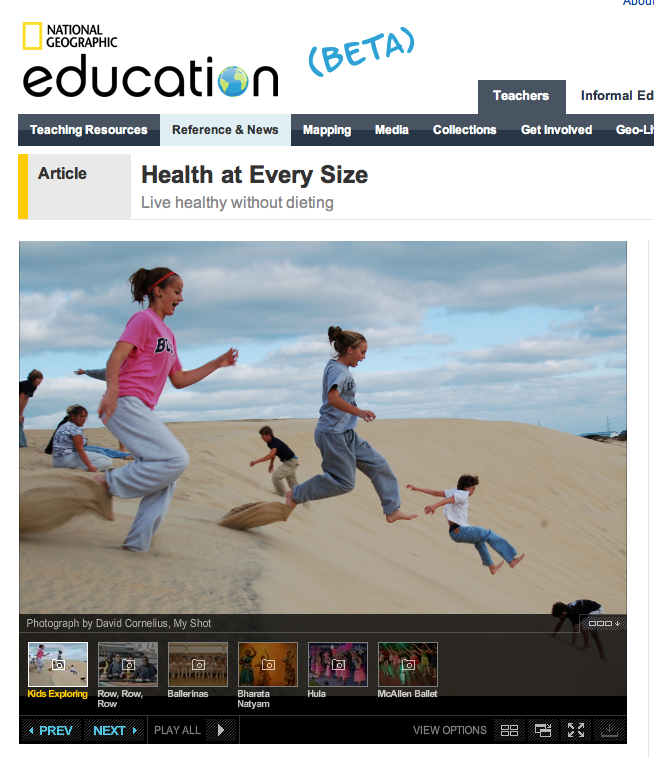 About
NATIONAL
GEOGRAPHIC
education
(BETA)
Teachers
Informal Ed
Teaching Resources
Reference & News
Mapping
Media
Collections
Get Involved
Geo-Li
Article
Health at Every Size
Live healthy without dieting
Photograph by David Cornelius, My Shot
Kids Exploring
Row, Row,
Row
Ballerinas
Bharata
Natyam
Hula
McAllen Ballet
PREV
NEXT
PLAY ALL
VIEW OPTIONS